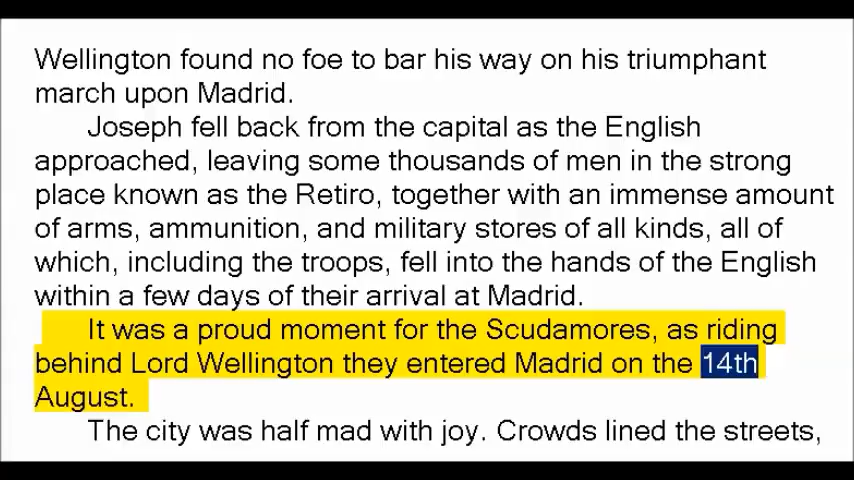 Wellington found no foe to bar his way on his triumphant
march upon Madrid.
Joseph fell back from the capital as the English
approached, leaving some thousands of men in the strong
place known as the Retiro, together with an immense amount
of arms, ammunition, and military stores of all kinds, all of
which, including the troops, fell into the hands of the English
within a few days of their arrival at Madrid.
It was a proud moment for the Scudamores, as riding
behind Lord Wellington they entered Madrid on the 14th
August.
The city was half mad with joy. Crowds lined the streets,